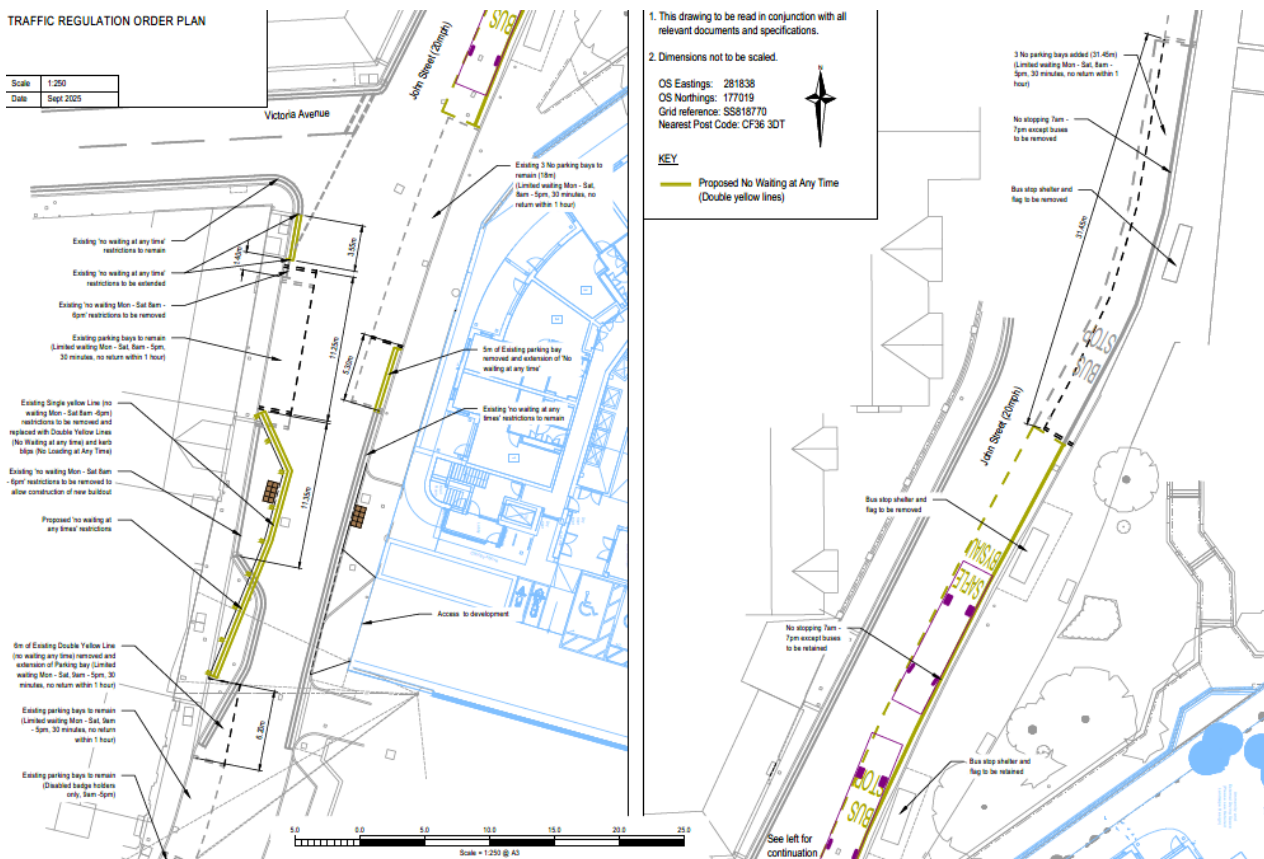 TRAFFIC REGULATION ORDER PLAN
Scale 1:250
Date Sept 2025
Victoria Avenue
John Street (20mph)
BUS
Existing 3 No parking bays to
remain (18m)
(Limited waiting Mon - Sat,
8am - 5pm, 30 minutes, no
return within 1 hour)
Existing 'no waiting at any time'
restrictions to remain
Existing 'no waiting at any time'
restrictions to be extended
Existing 'no waiting Mon - Sat 8am -
6pm' restrictions to be removed
Existing parking bays to remain
(Limited waiting Mon - Sat, 8am - 5pm,
30 minutes, no return within 1 hour)
Existing Single yellow Line (no
waiting Mon - Sat 8am -6pm)
restrictions to be removed and
replaced with Double Yellow Lines
(No Waiting at any time) and kerb
blips (No Loading at Any Time)
Existing 'no waiting Mon - Sat 8am
- 6pm' restrictions to be removed to
allow construction of new buildout
Proposed 'no waiting at
any times' restrictions
6m of Existing Double Yellow Line
(no waiting any time) removed and
extension of Parking bay (Limited
waiting Mon - Sat, 9am - 5pm, 30
minutes, no return within 1 hour)
Existing parking bays to remain
(Limited waiting Mon - Sat, 9am
- 5pm, 30 minutes, no return
within 1 hour)
Existing parking bays to remain
(Disabled badge holders
only, 9am -5pm)
1.40m
3.55m
11.25m
5.30m
11.35m
6.20m
5m of Existing parking bay
removed and extension of 'No
waiting at any time'
Existing 'no waiting at any
times' restrictions to remain
Access to development
5.0 0.0 5.0 10.0 15.0 20.0 25.0
Scale = 1:250 @ A3
1. This drawing to be read in conjunction with all
relevant documents and specifications.
2. Dimensions not to be scaled.
OS Eastings: 281838
OS Northings: 177019
Grid reference: SS818770
Nearest Post Code: CF36 3DT
N
KEY
Proposed No Waiting at Any Time
(Double yellow lines)
3 No parking bays added (31.45m)
(Limited waiting Mon - Sat, 8am -
5pm, 30 minutes, no return within 1
hour)
No stopping 7am -
7pm except buses
to be removed
Bus stop shelter and
flag to be removed
31.45m
BUS
STOP
John Street (20mph)
Bus stop shelter and
flag to be removed
SAFLE
BYSIAU
No stopping 7am -
7pm except buses
to be retained
Bus stop shelter and
flag to be retained
BUS
STOP
See left for
continuation